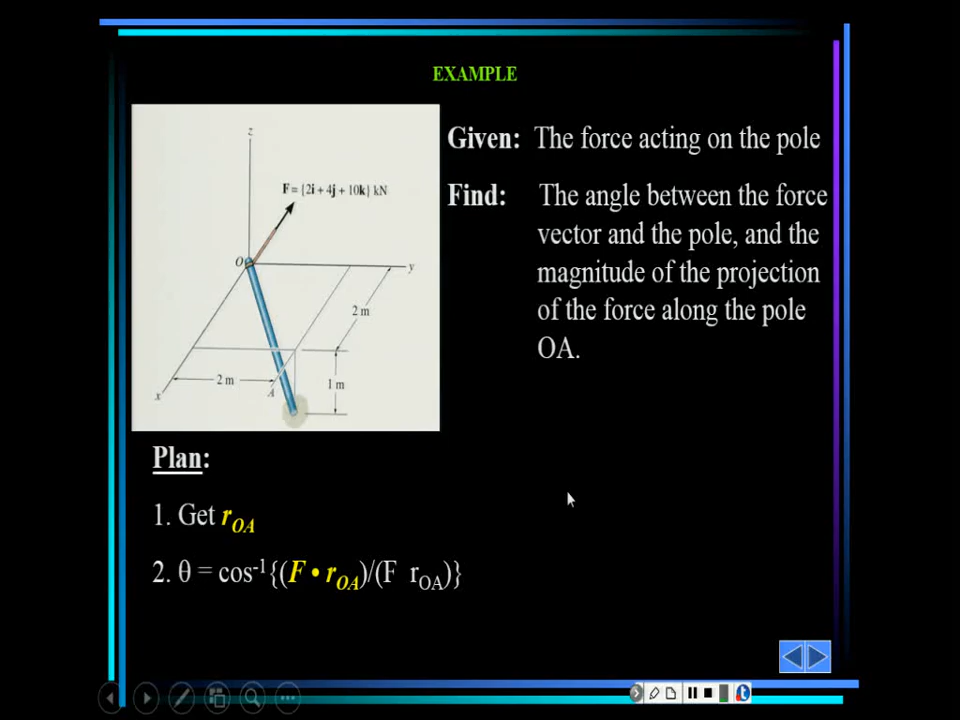 EXAMPLE
z
F = {2i + 4j + 10k} kN
O
y
2 m
2 m
1 m
x
A
Given: The force acting on the pole
Find: The angle between the force
vector and the pole, and the
magnitude of the projection
of the force along the pole
OA.
Plan:
1. Get rOA
2. θ = cos-1{(F • rOA)/(F rOA)}